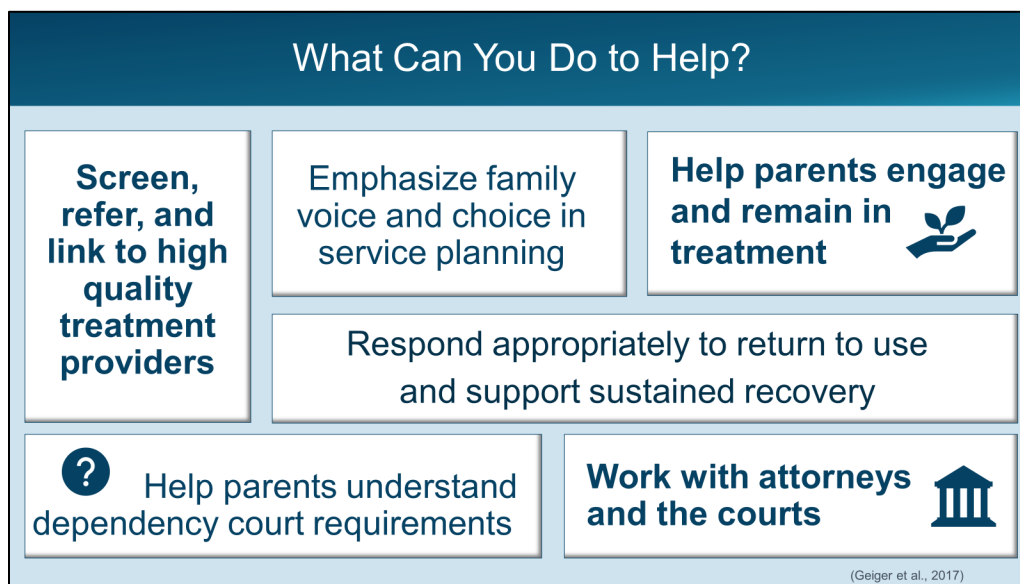 What Can You Do to Help?
Screen,
refer, and
link to high
quality
treatment
providers
Emphasize family
voice and choice in
service planning
Help parents engage
and remain in
treatment
Respond appropriately to return to use
and support sustained recovery
?
Help parents understand
dependency court requirements
Work with attorneys
and the courts
(Geiger et al., 2017)